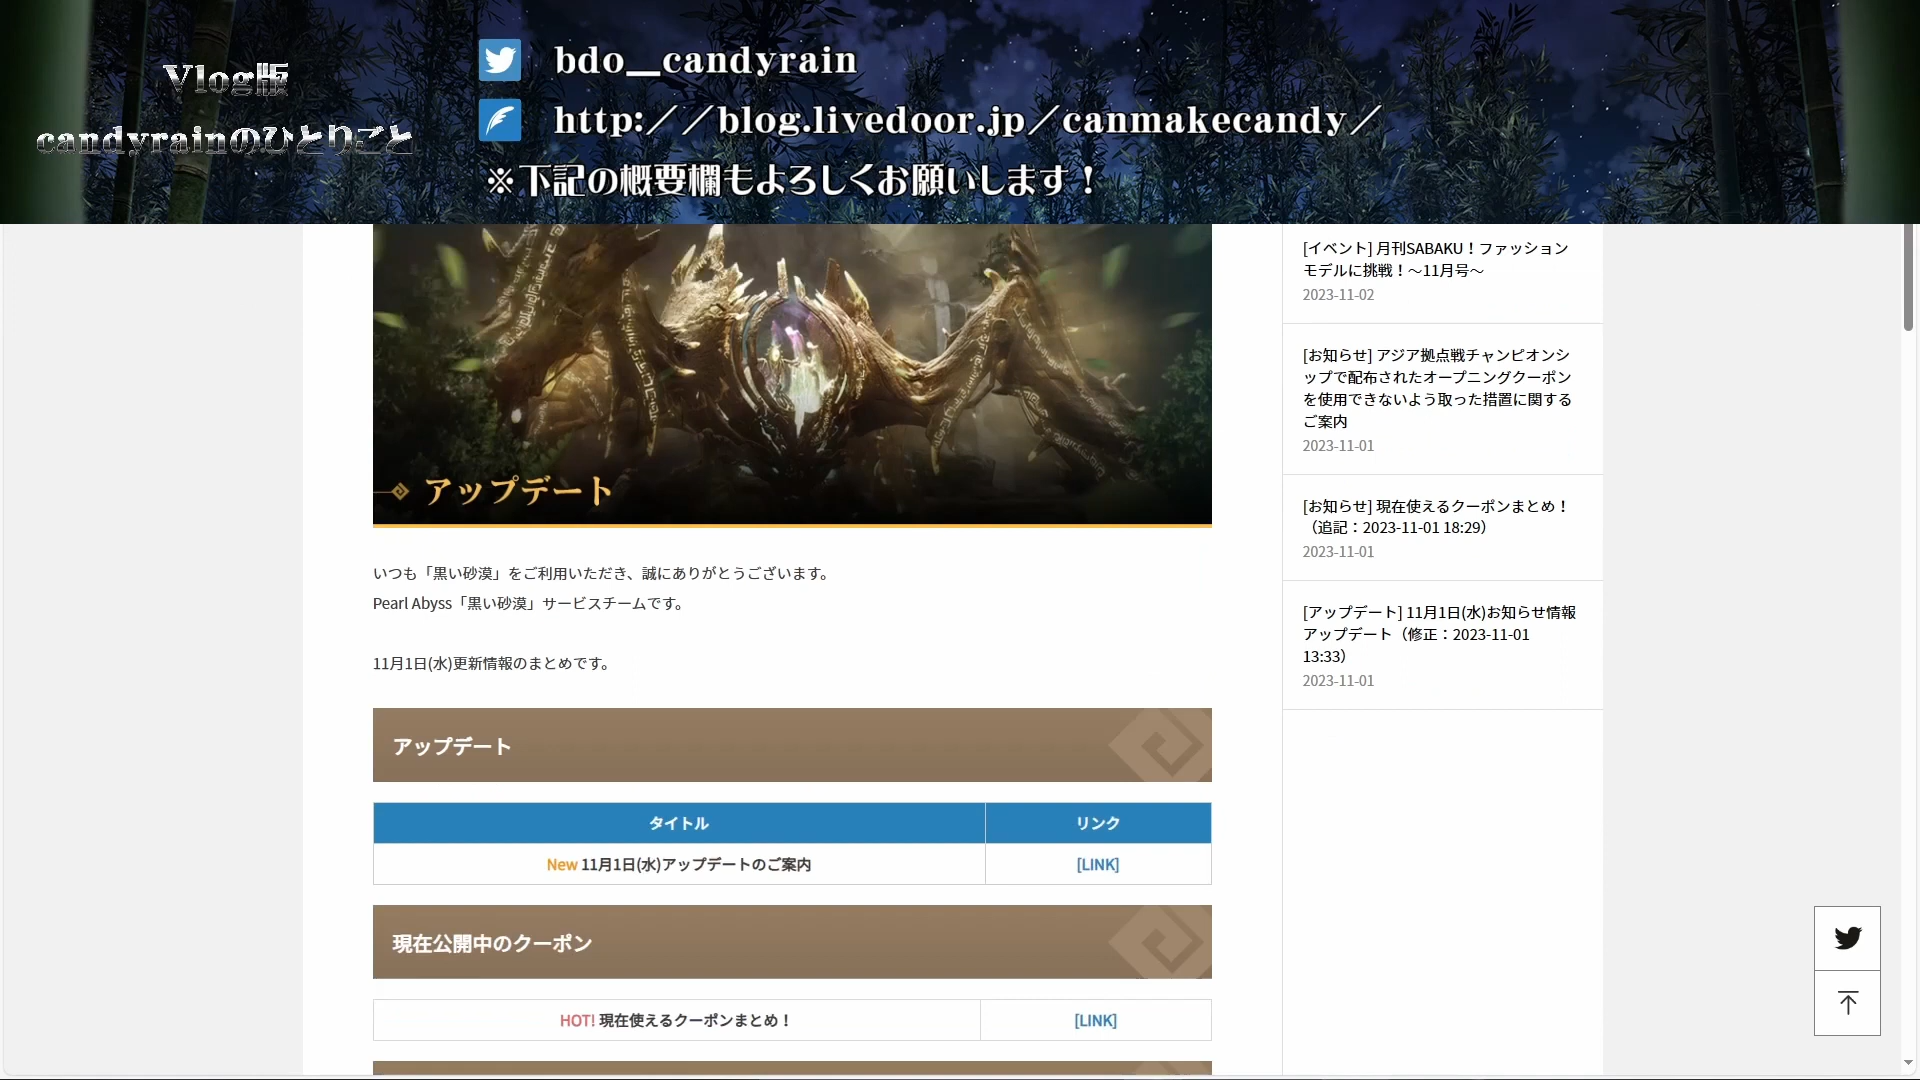 Vlog版
candyrainのひとりごと
bdo__candyrain
http://blog.livedoor.jp/canmakecandy/
※下記の概要欄もよろしくお願いします！
アップデート
いつも「黒い砂漠」をご利用いただき、誠にありがとうございます。
Pearl Abyss「黒い砂漠」サービスチームです。
11月1日(水)更新情報のまとめです。
アップデート
タイトル リンク
New 11月1日(水)アップデートのご案内 [LINK]
現在公開中のクーポン
HOT! 現在使えるクーポンまとめ！ [LINK]
[イベント] 月刊SABAKU！ファッション
モデルに挑戦！～11月号～
2023-11-02
[お知らせ] アジア拠点戦チャンピオンシ
ップで配布されたオープニングクーポン
を使用できないよう取った措置に関する
ご案内
2023-11-01
[お知らせ] 現在使えるクーポンまとめ！
（追記：2023-11-01 18:29）
2023-11-01
[アップデート] 11月1日(水)お知らせ情報
アップデート（修正：2023-11-01
13:33）
2023-11-01